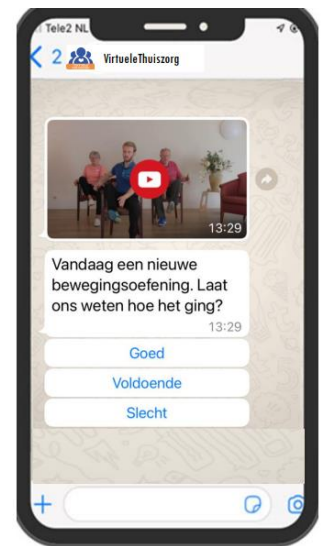 Tele2 NL
2 VirtueleThuiszorg
13:29
Vandaag een nieuwe
bewegingsoefening. Laat
ons weten hoe het ging?
13:29
Goed
Voldoende
Slecht